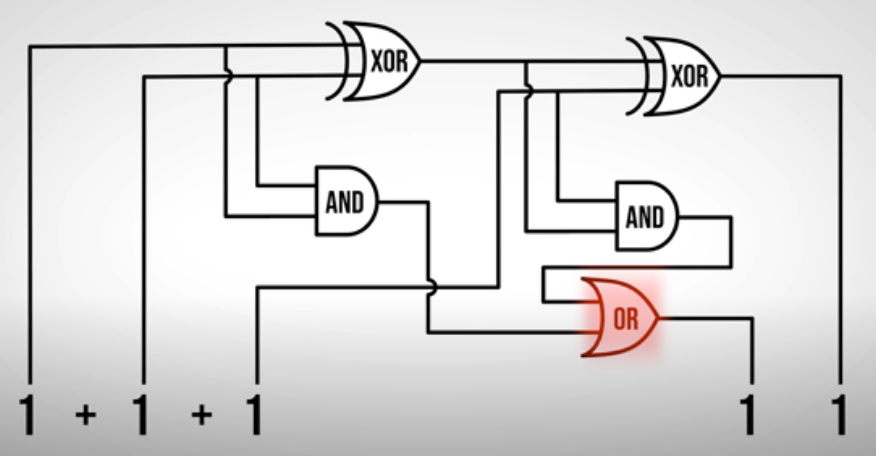 XOR
XOR
AND
AND
OR
1 + 1 + 1
1 1